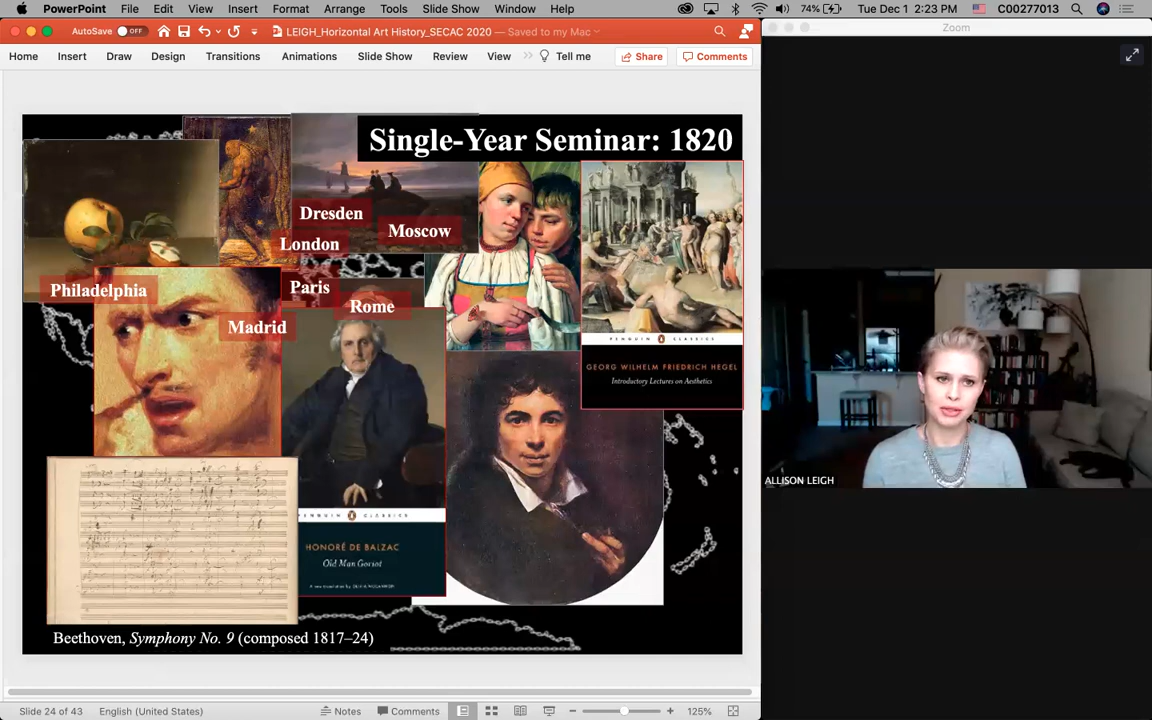 PowerPoint File Edit View Insert Format Arrange Tools Slide Show Window Help 74% Tue Dec 1 2:23 PM C00277013
AutoSave OFF LEIGH_Horizontal Art History_SECAC 2020 — Saved to my Mac
Zoom
Home Insert Draw Design Transitions Animations Slide Show Review View Tell me Share Comments
Single-Year Seminar: 1820
Dresden
Moscow
London
Paris
Philadelphia
Rome
Madrid
PENGUIN CLASSICS
GEORG WILHELM FRIEDRICH HEGEL
Introductory Lectures on Aesthetics
ALLISON LEIGH
PENGUIN CLASSICS
HONORÉ DE BALZAC
Old Man Goriot
Beethoven, Symphony No. 9 (composed 1817–24)
Slide 24 of 43 English (United States) Notes Comments 125%